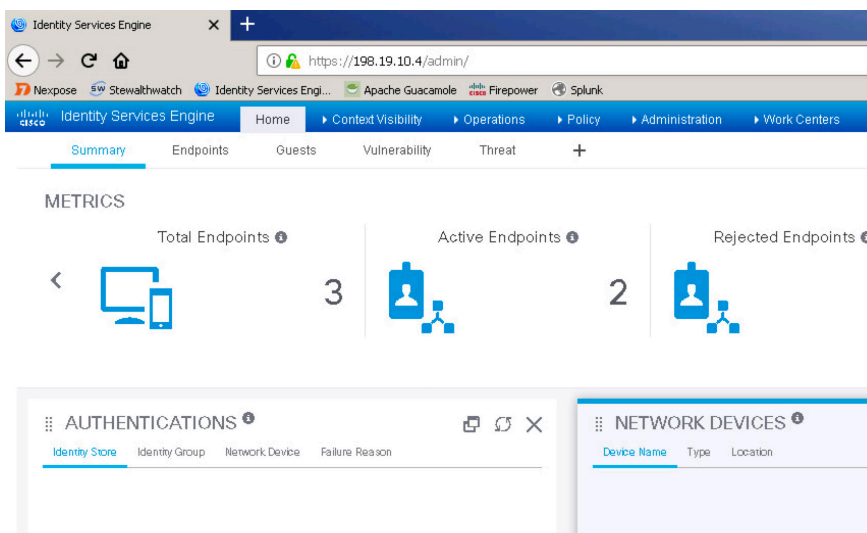 Identity Services Engine
https://198.19.10.4/admin/
Nexpose SW Stewalthwatch Identity Services Engi... Apache Guacamole cisco Firepower Splunk
cisco Identity Services Engine Home Context Visibility Operations Policy Administration Work Centers
Summary Endpoints Guests Vulnerability Threat +
METRICS
Total Endpoints Active Endpoints Rejected Endpoints
3 2
AUTHENTICATIONS NETWORK DEVICES
Identity Store Identity Group Network Device Failure Reason Device Name Type Location